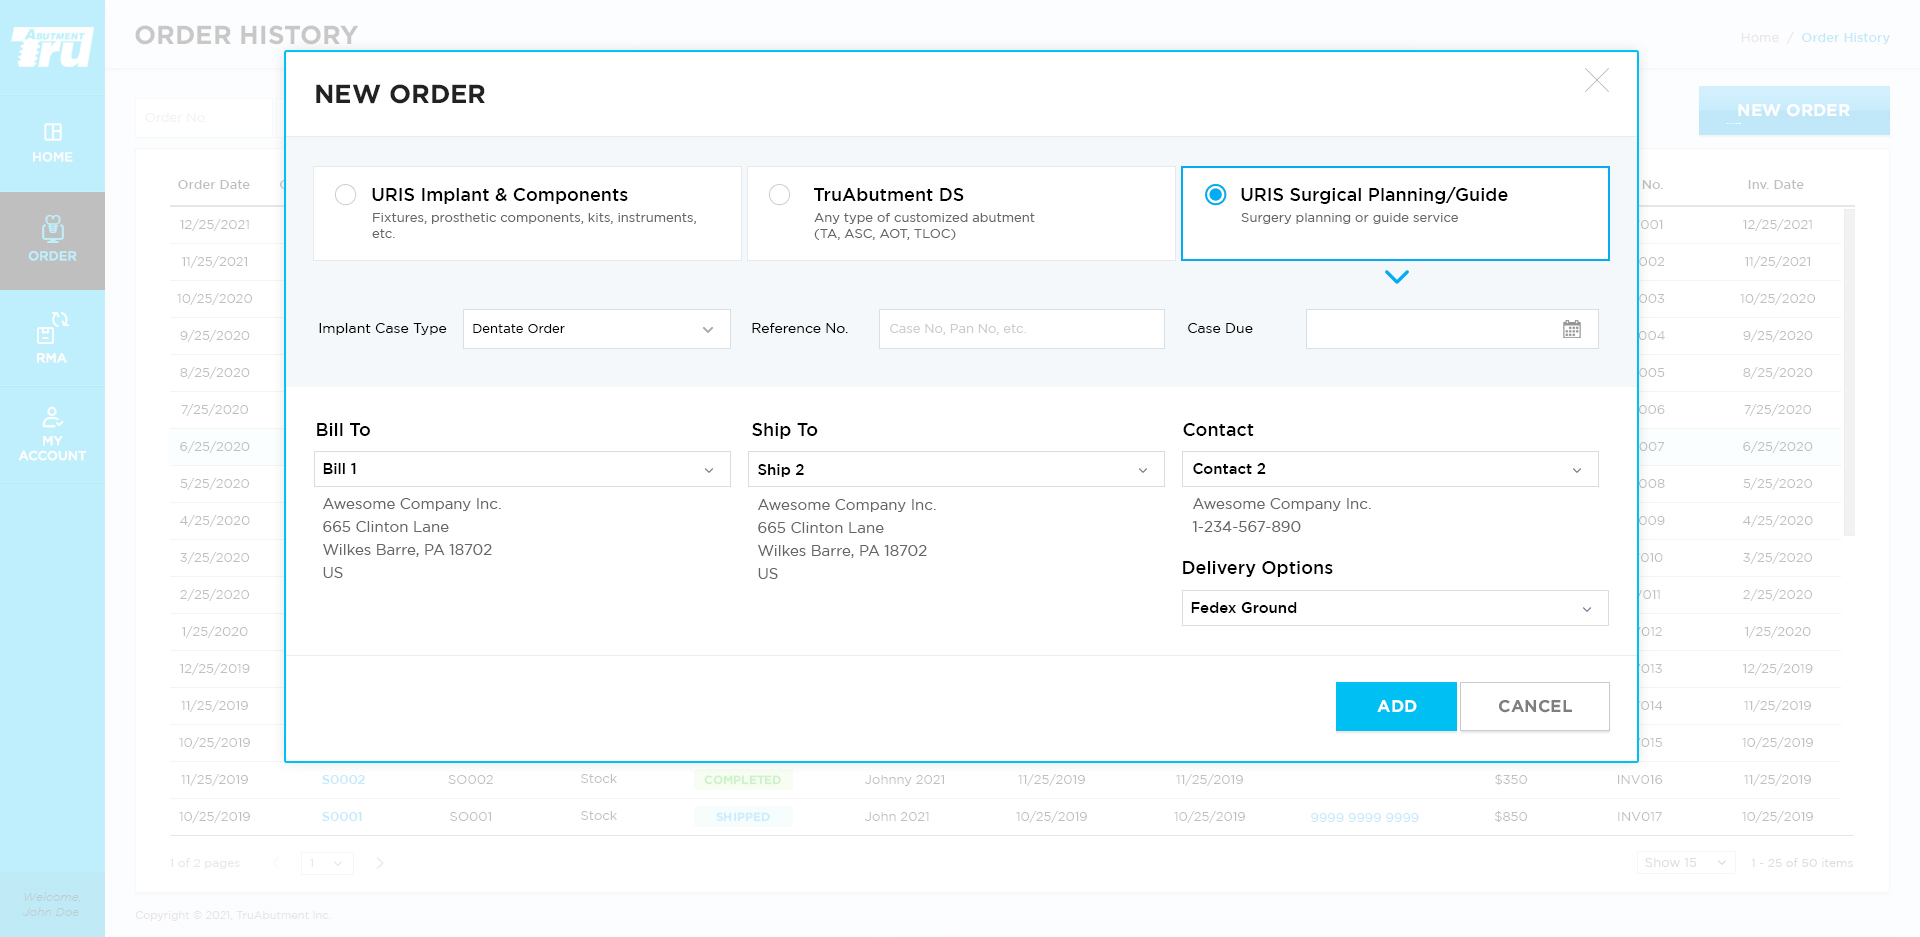 ABUTMENT
Tru
ORDER HISTORY
Home / Order History
HOME
ORDER
RMA
MY
ACCOUNT
Welcome,
John Doe
Order No
NEW ORDER
NEW ORDER
URIS Implant & Components
Fixtures, prosthetic components, kits, instruments,
etc.
TruAbutment DS
Any type of customized abutment
(TA, ASC, AOT, TLOC)
URIS Surgical Planning/Guide
Surgery planning or guide service
Implant Case Type
Dentate Order
Reference No.
Case No, Pan No, etc.
Case Due
Bill To
Bill 1
Awesome Company Inc.
665 Clinton Lane
Wilkes Barre, PA 18702
US
Ship To
Ship 2
Awesome Company Inc.
665 Clinton Lane
Wilkes Barre, PA 18702
US
Contact
Contact 2
Awesome Company Inc.
1-234-567-890
Delivery Options
Fedex Ground
ADD
CANCEL
Order Date No. Inv. Date
12/25/2021 001 12/25/2021
11/25/2021 002 11/25/2021
10/25/2020 003 10/25/2020
9/25/2020 004 9/25/2020
8/25/2020 005 8/25/2020
7/25/2020 006 7/25/2020
6/25/2020 007 6/25/2020
5/25/2020 008 5/25/2020
4/25/2020 009 4/25/2020
3/25/2020 010 3/25/2020
2/25/2020 011 2/25/2020
1/25/2020 012 1/25/2020
12/25/2019 013 12/25/2019
11/25/2019 014 11/25/2019
10/25/2019 015 10/25/2019
11/25/2019 S0002 SO002 Stock COMPLETED Johnny 2021 11/25/2019 11/25/2019 $350 INV016 11/25/2019
10/25/2019 S0001 SO001 Stock SHIPPED John 2021 10/25/2019 10/25/2019 9999 9999 9999 $850 INV017 10/25/2019
1 of 2 pages 1 Show 15 1 - 25 of 50 items
Copyright © 2021, TruAbutment Inc.